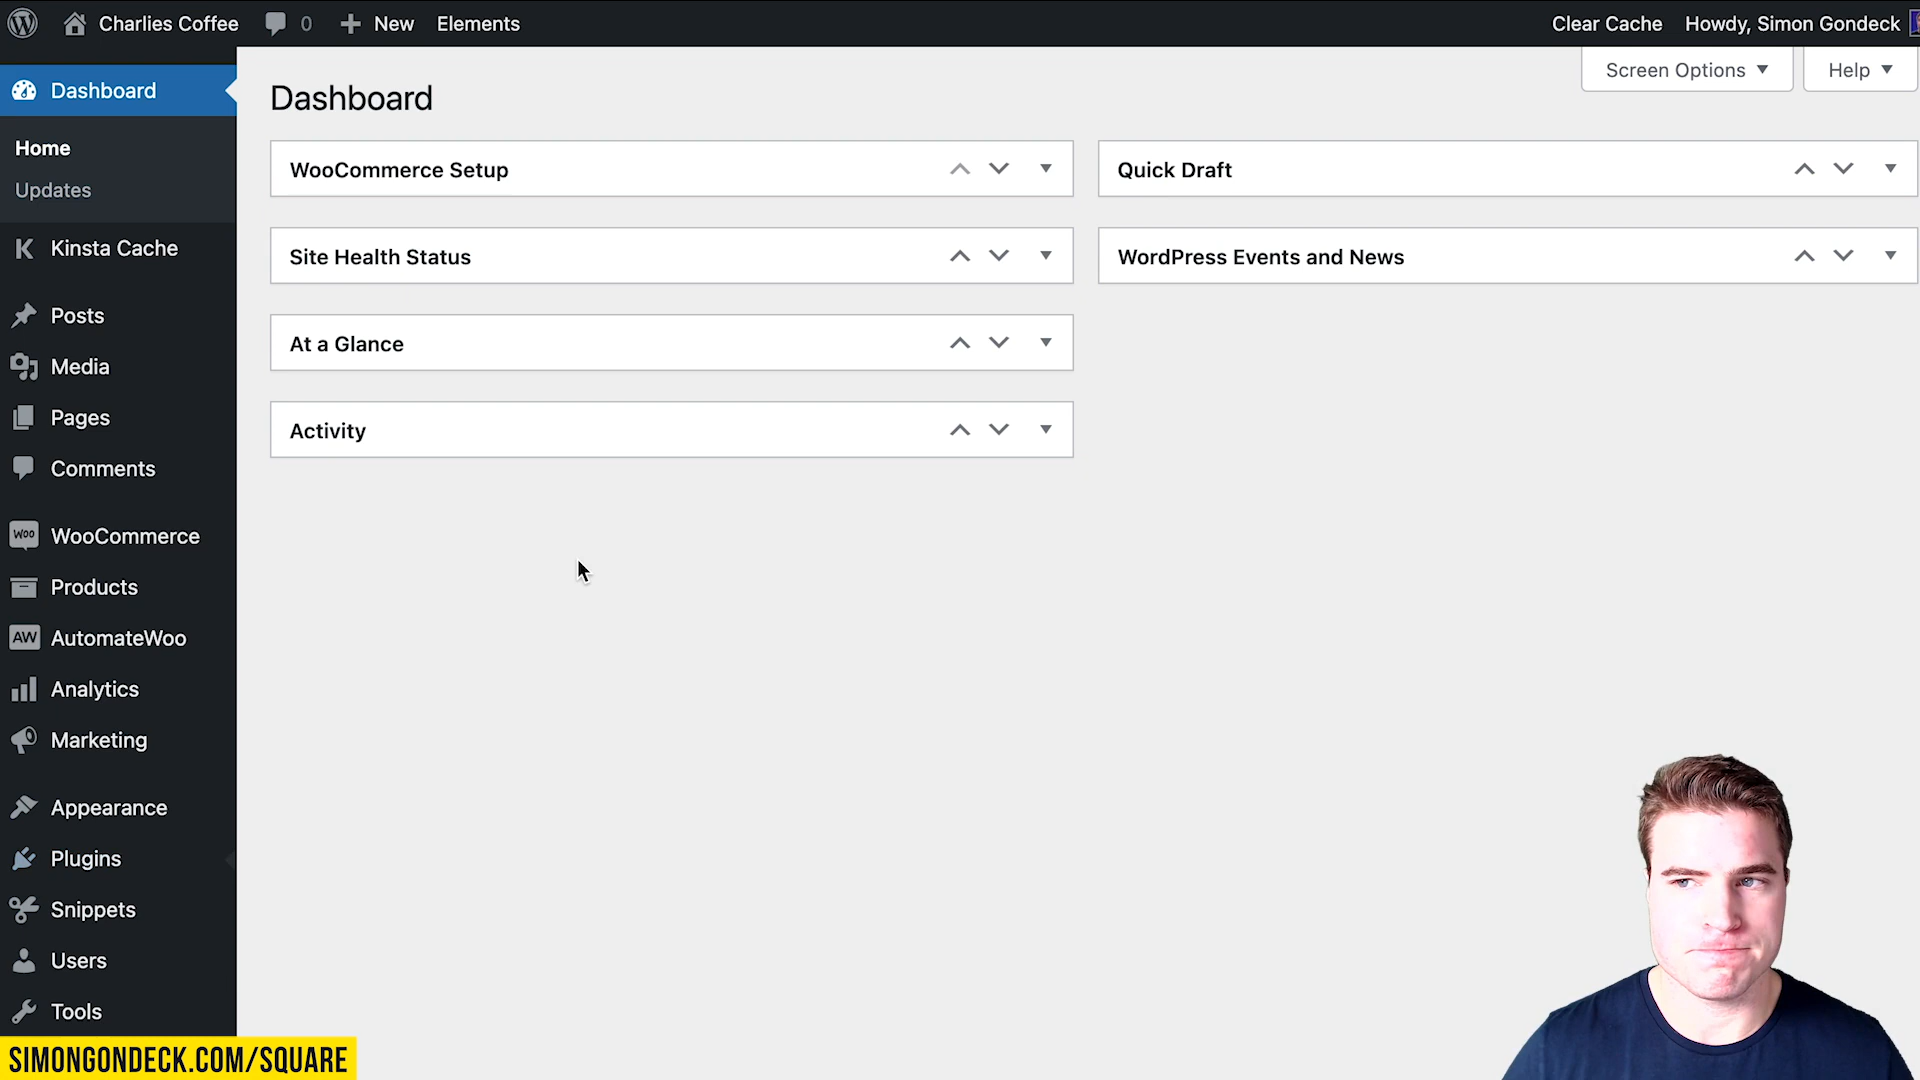 Charlies Coffee
0
New
Elements
Clear Cache
Howdy, Simon Gondeck
Screen Options
Help
Dashboard
Home
Updates
Kinsta Cache
Posts
Media
Pages
Comments
Woo WooCommerce
Products
AW AutomateWoo
Analytics
Marketing
Appearance
Plugins
Snippets
Users
Tools
Dashboard
WooCommerce Setup
Site Health Status
At a Glance
Activity
Quick Draft
WordPress Events and News
SIMONGONDECK.COM/SQUARE